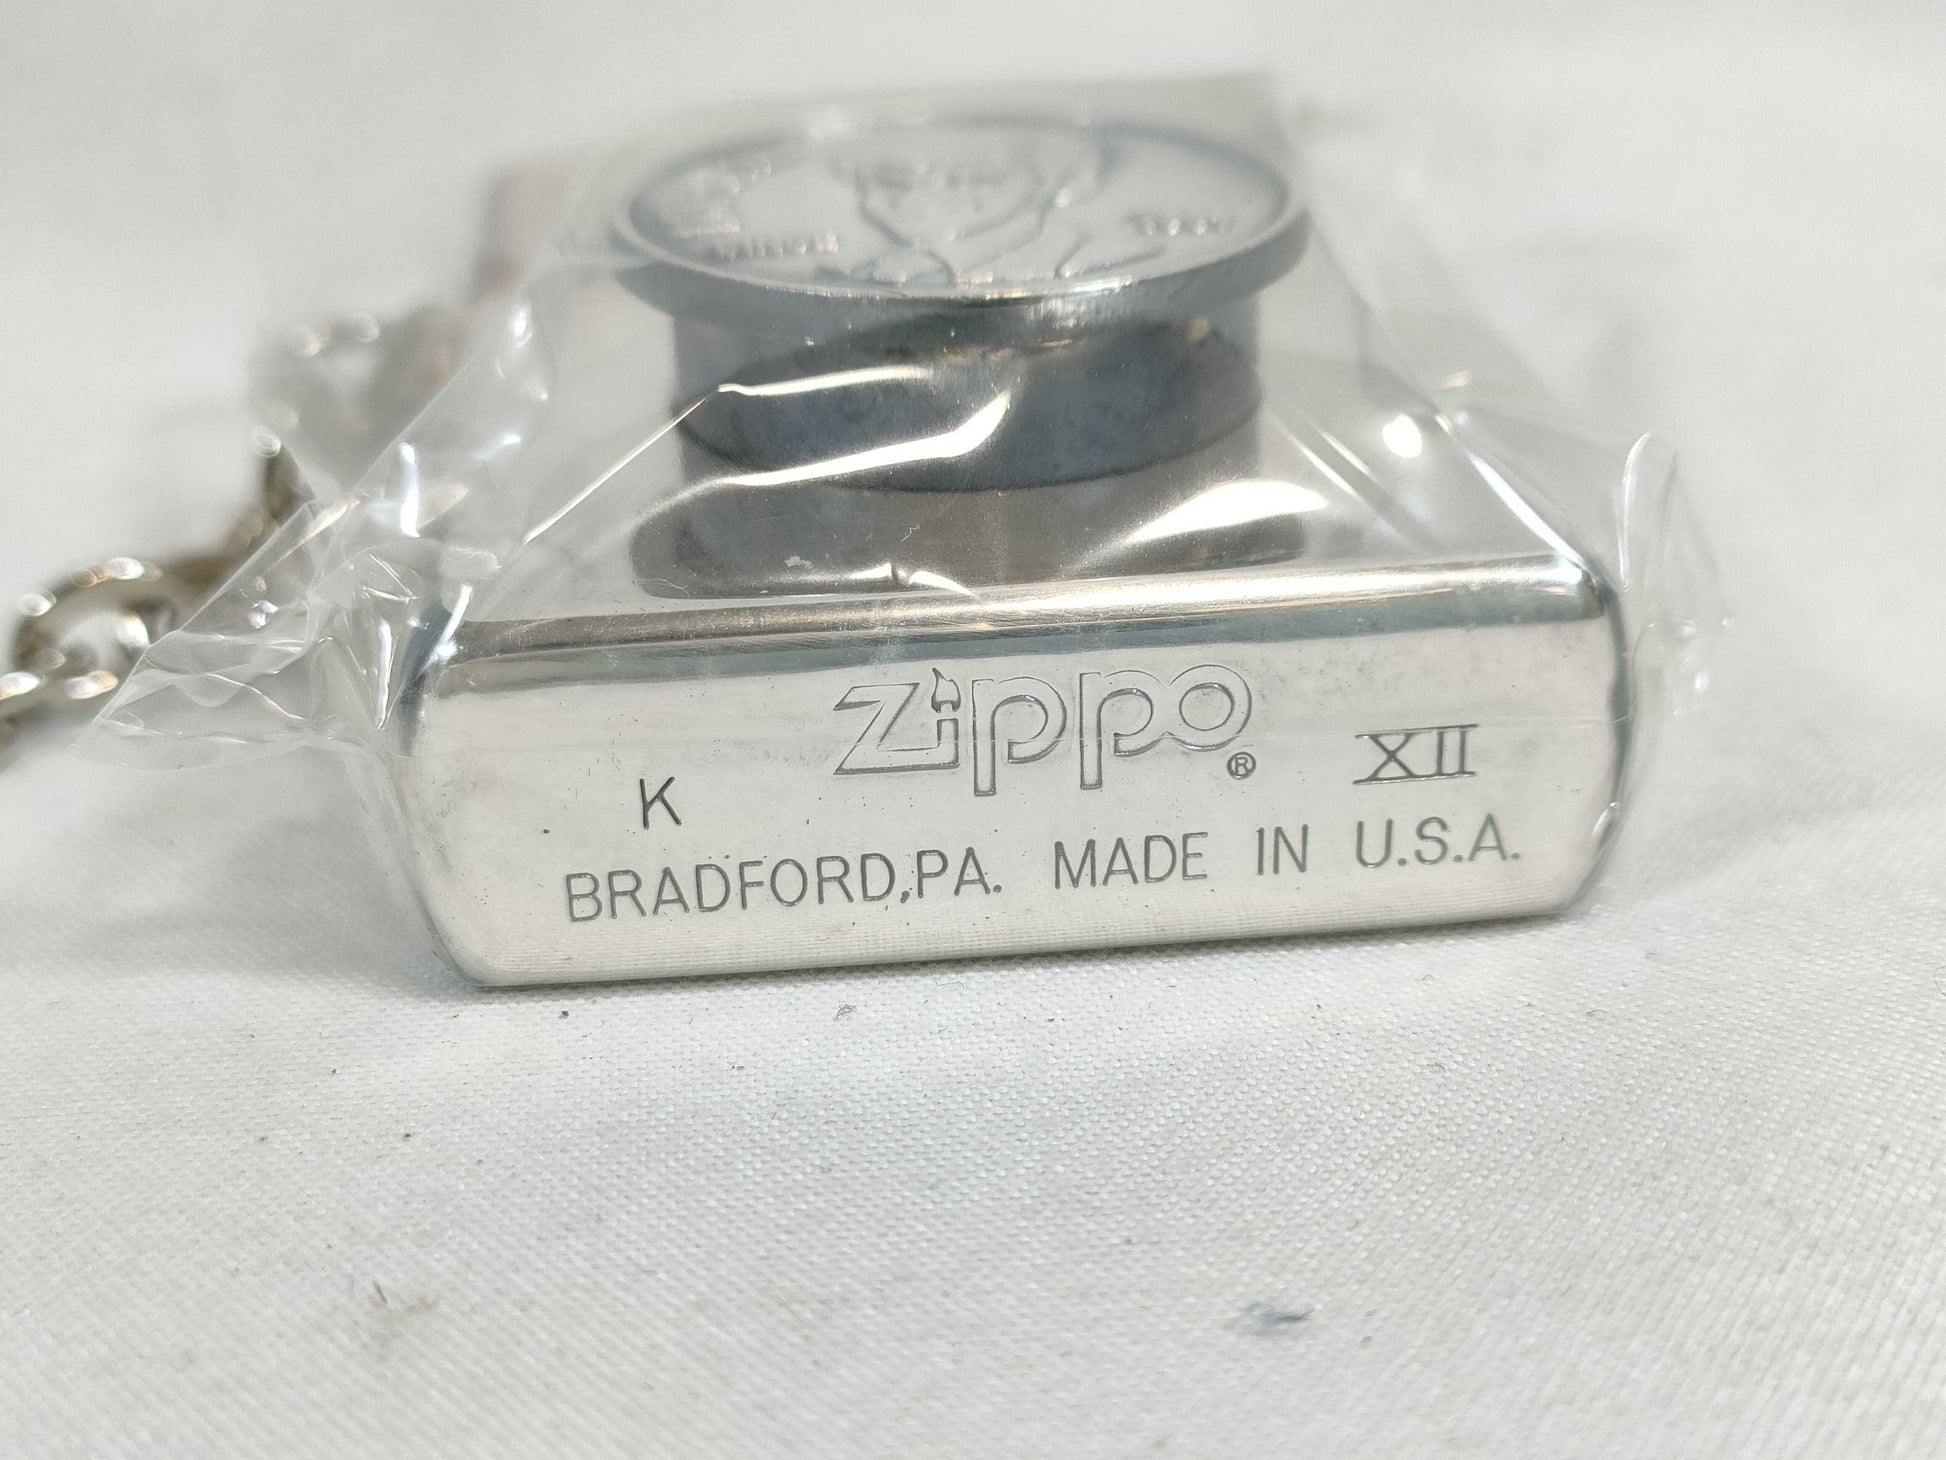 Zippo®
K XII
BRADFORD,PA. MADE IN U.S.A.